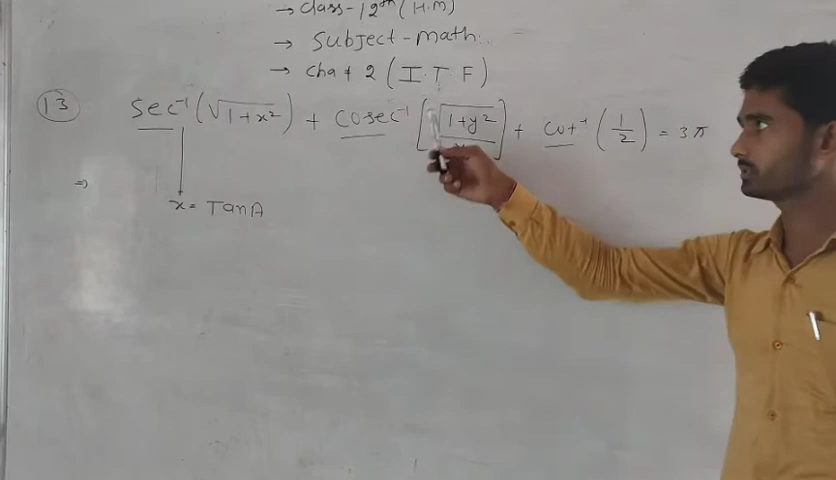 → class-12th (H.M)
→ Subject-math.
→ Cha # 2 (I.T.F)
13 sec⁻¹(√1+x²) + cosec⁻¹[√1+y²] + cot⁻¹(1/2) = 3π
⇒
x = TanA